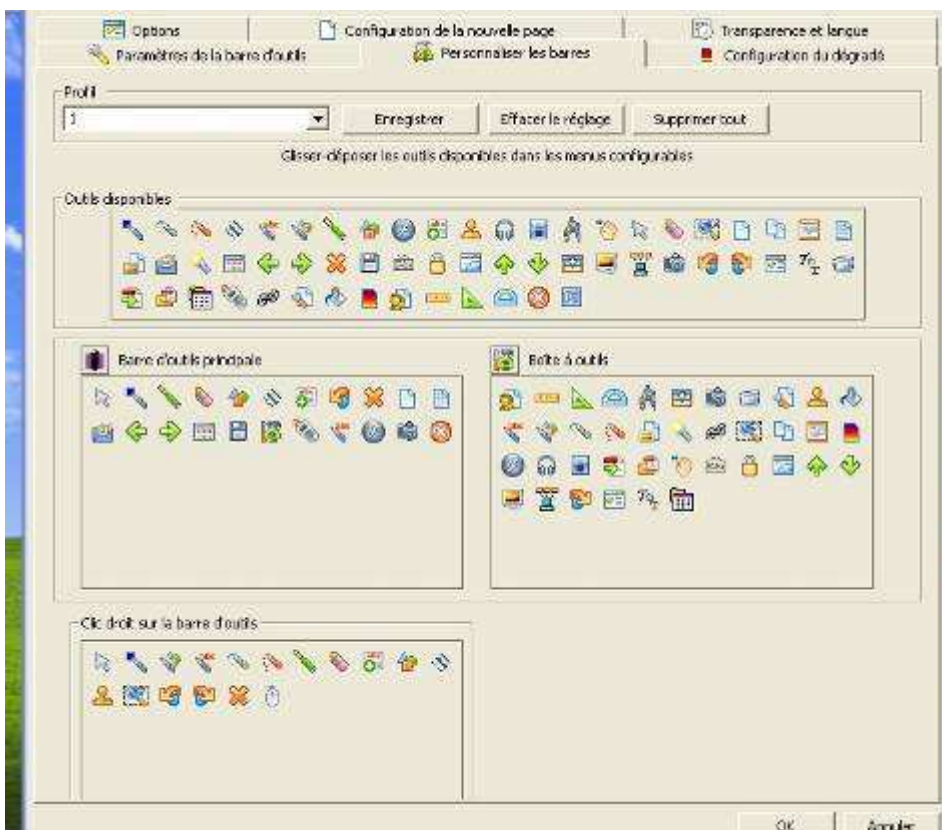 Options
Configuration de la nouvelle page
Transparence et langue
Paramètres de la barre d'outils
Personnaliser les barres
Configuration du dégradé
Profil
1
Enregistrer
Effacer le réglage
Supprimer tout
Glisser-déposer les outils disponibles dans les menus configurables
Outils disponibles
Barre d'outils principale
Boîte à outils
Clic droit sur la barre d'outils
OK
Annuler